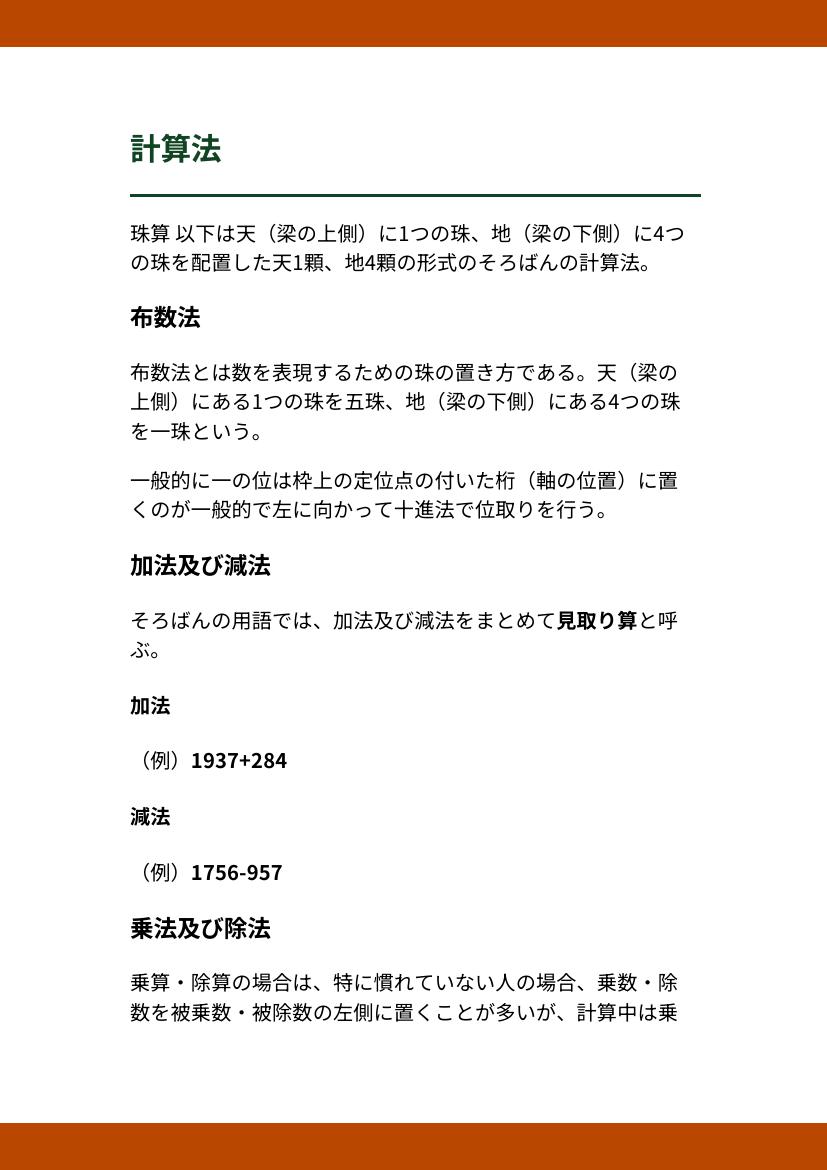 計算法
珠算 以下は天（梁の上側）に1つの珠、地（梁の下側）に4つ
の珠を配置した天1顆、地4顆の形式のそろばんの計算法。
布数法
布数法とは数を表現するための珠の置き方である。天（梁の
上側）にある1つの珠を五珠、地（梁の下側）にある4つの珠
を一珠という。
一般的に一の位は枠上の定位点の付いた桁（軸の位置）に置
くのが一般的で左に向かって十進法で位取りを行う。
加法及び減法
そろばんの用語では、加法及び減法をまとめて見取り算と呼
ぶ。
加法
（例）1937+284
減法
（例）1756-957
乗法及び除法
乗算・除算の場合は、特に慣れていない人の場合、乗数・除
数を被乗数・被除数の左側に置くことが多いが、計算中は乗